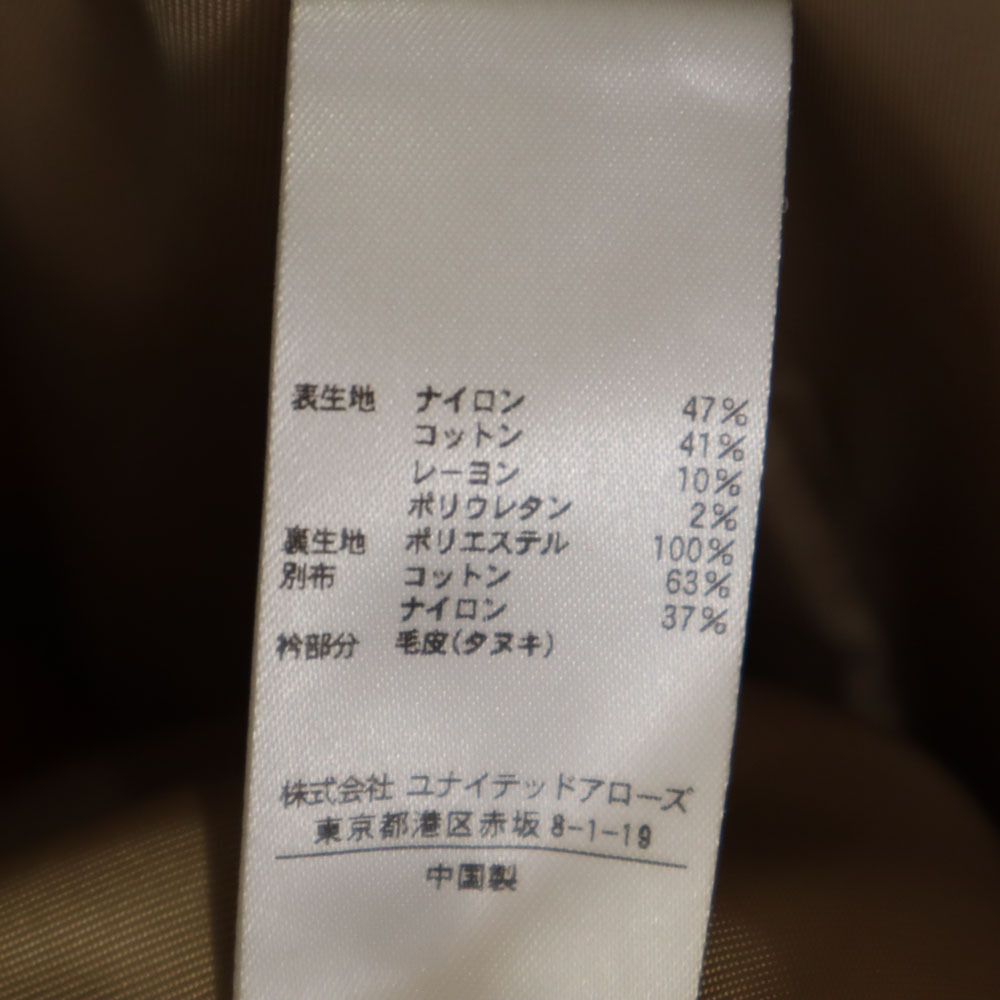 表生地 ナイロン 47%
コットン 41%
レーヨン 10%
ポリウレタン 2%
裏生地 ポリエステル 100%
別布 コットン 63%
ナイロン 37%
衿部分 毛皮(タヌキ)
株式会社 ユナイテッドアローズ
東京都港区赤坂8-1-19
中国製